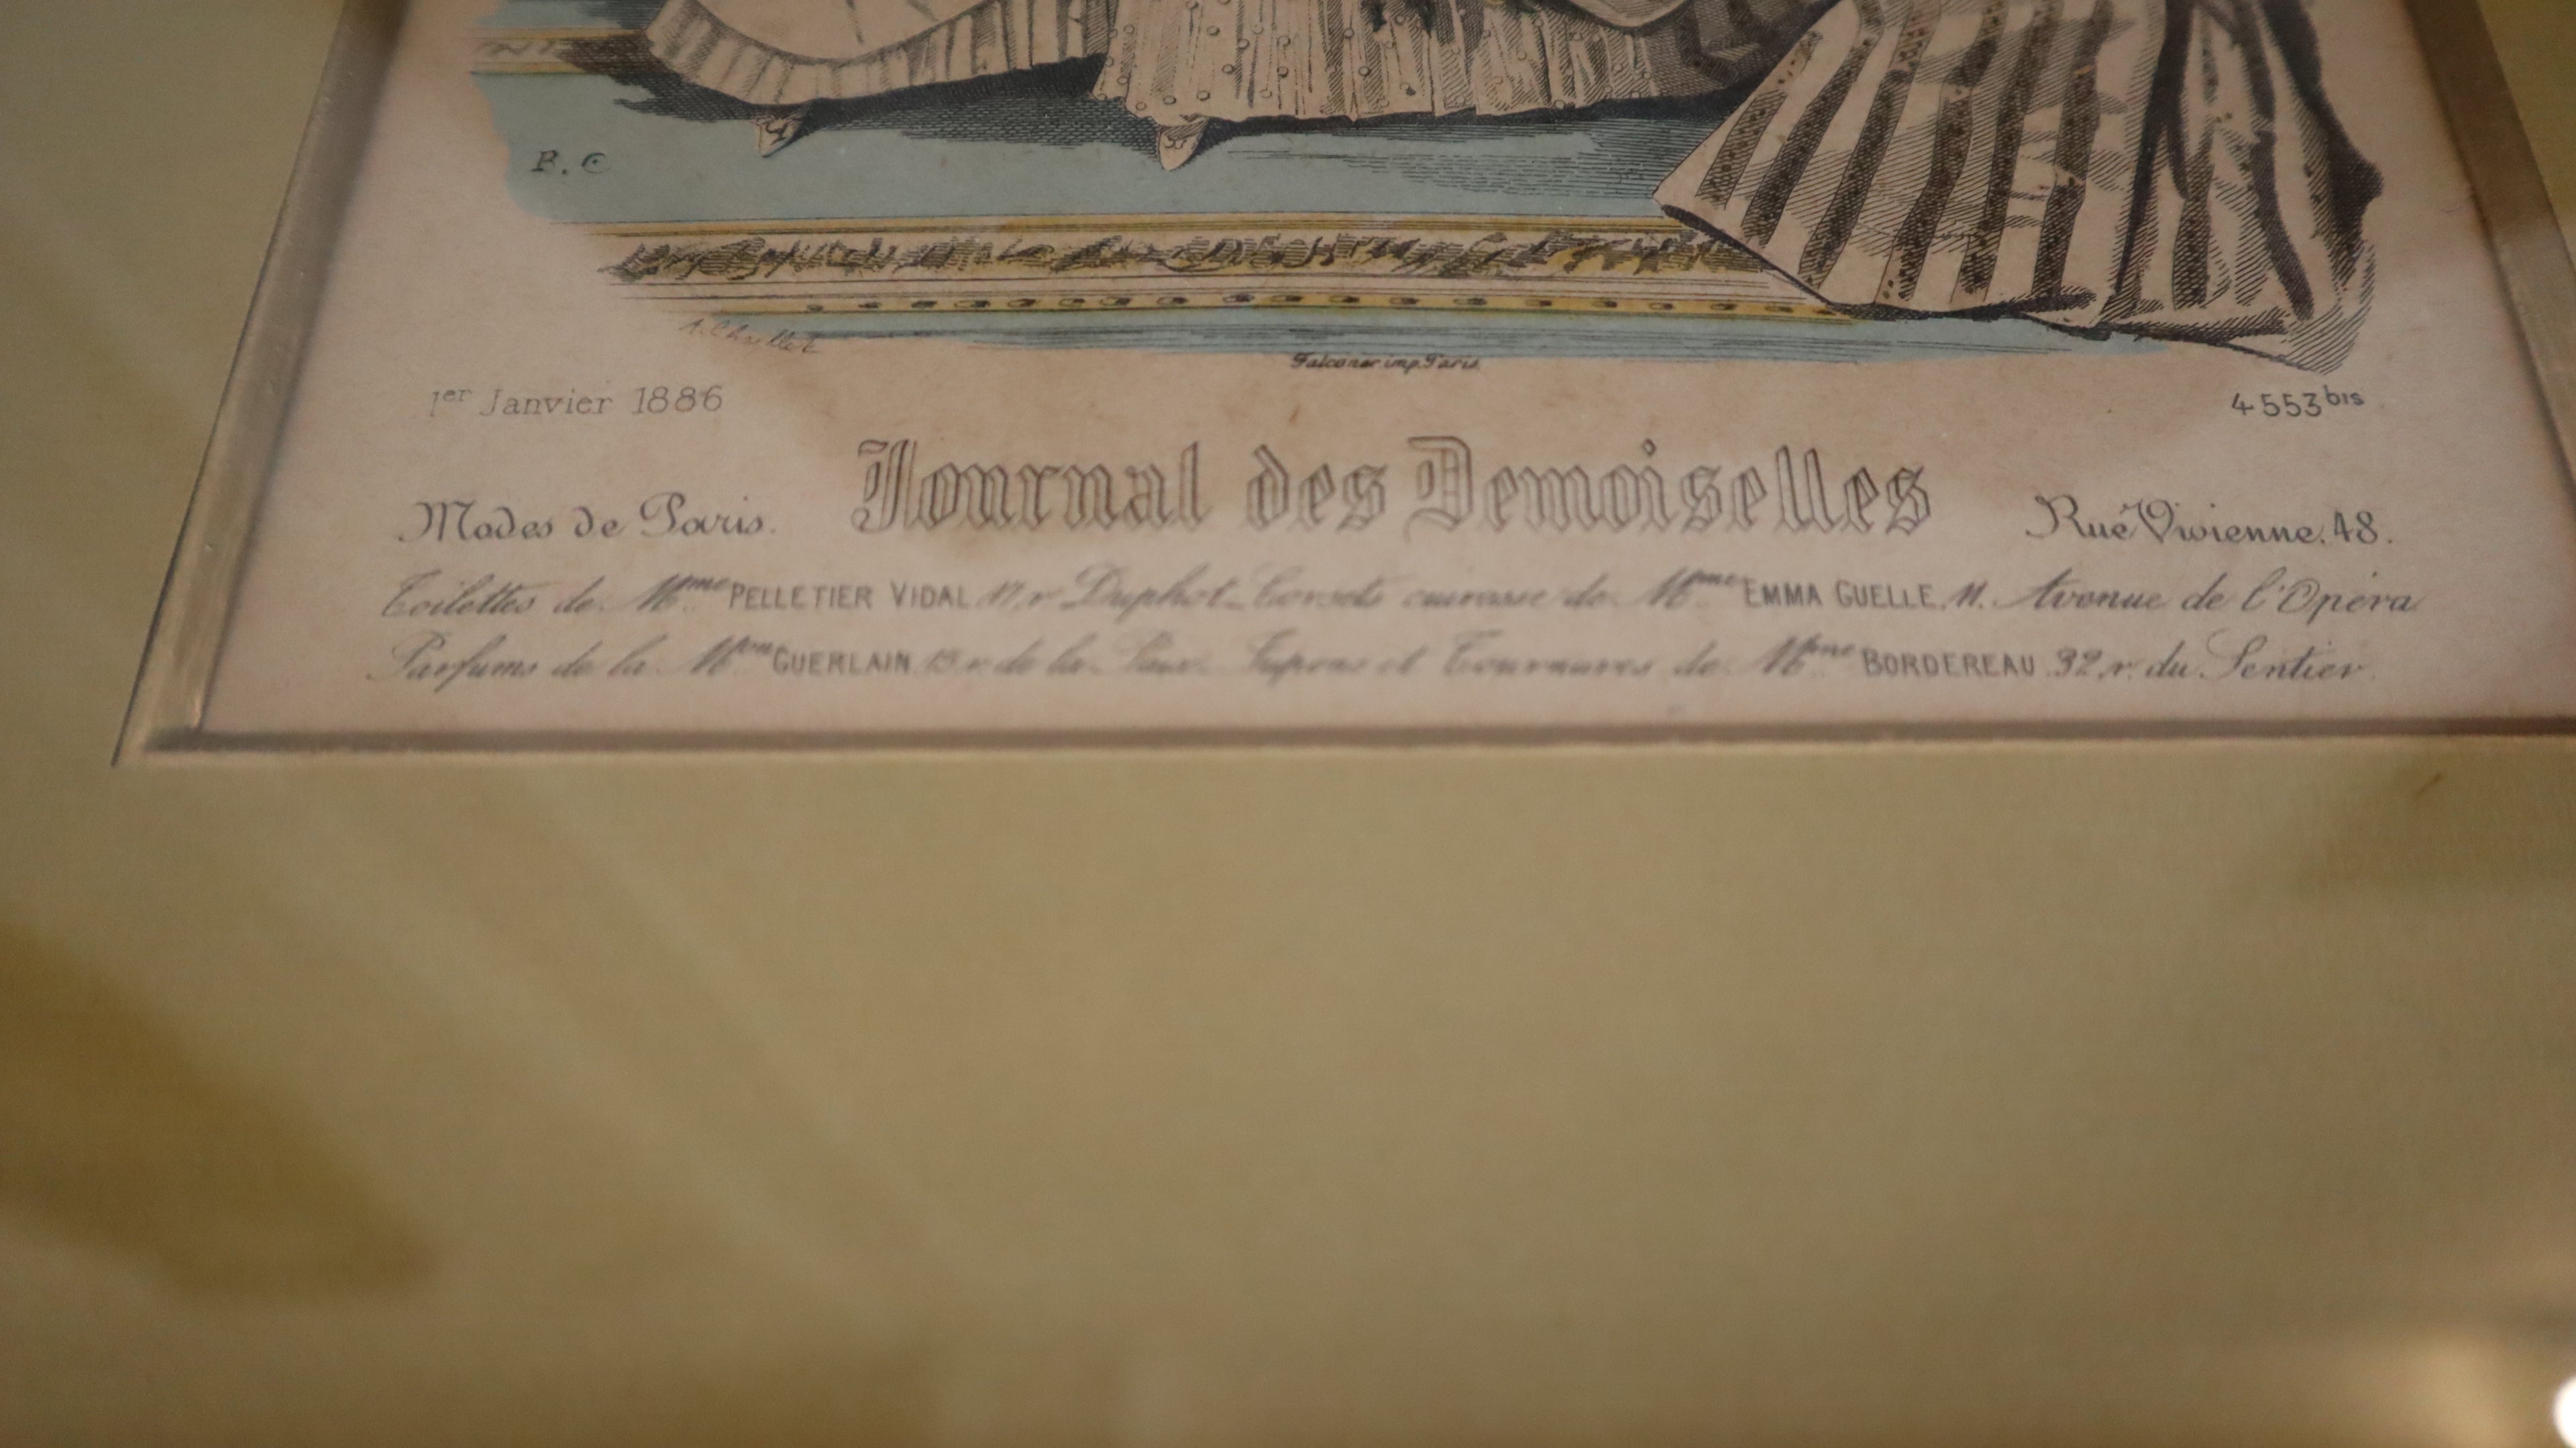 B. C
A. Chaillot
Falconer imp. Paris
1er Janvier 1886
4553 bis
Modes de Paris. Journal des Demoiselles Rue Vivienne. 48.
Toilettes de Mme PELLETIER VIDAL 17, r Duphot _ Corsets cuirasse de Mme EMMA GUELLE. 11. Avenue de l'Opéra
Parfums de la Mon GUERLAIN 15 r. de la Paix _ Jupons et Tournures de Mme BORDEREAU 32, r. du Sentier.